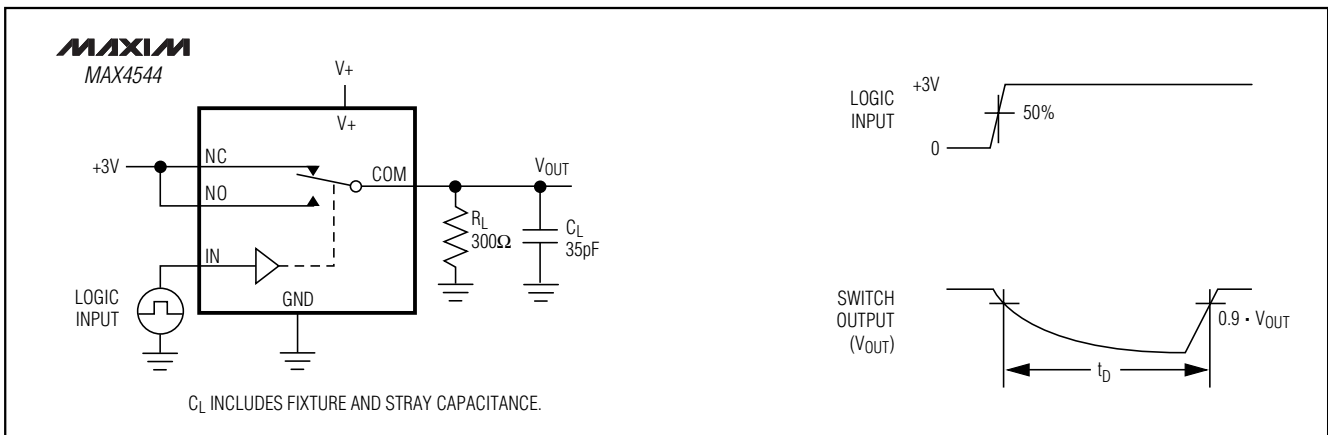 MAXIM
MAX4544
V+
V+
+3V
NC
NO
COM
VOUT
RL
300Ω
CL
35pF
IN
LOGIC
INPUT
GND
CL INCLUDES FIXTURE AND STRAY CAPACITANCE.
LOGIC
INPUT
+3V
50%
0
SWITCH
OUTPUT
(VOUT)
0.9 · VOUT
tD